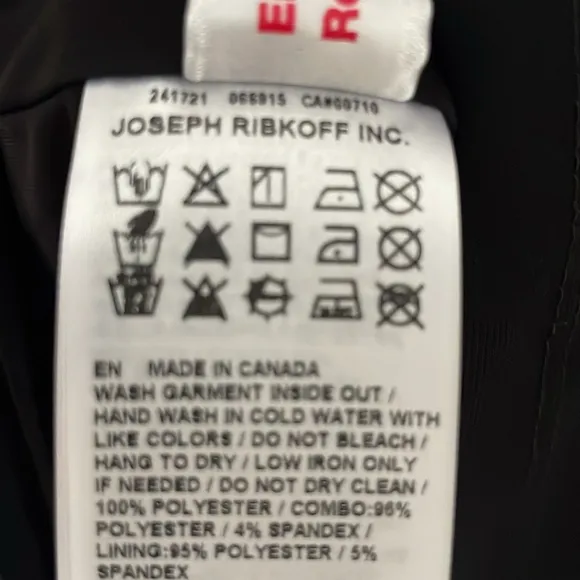 241721 066915 CA#00710
JOSEPH RIBKOFF INC.
EN MADE IN CANADA
WASH GARMENT INSIDE OUT /
HAND WASH IN COLD WATER WITH
LIKE COLORS / DO NOT BLEACH /
HANG TO DRY / LOW IRON ONLY
IF NEEDED / DO NOT DRY CLEAN /
100% POLYESTER / COMBO:96%
POLYESTER / 4% SPANDEX /
LINING:95% POLYESTER / 5%
SPANDEX